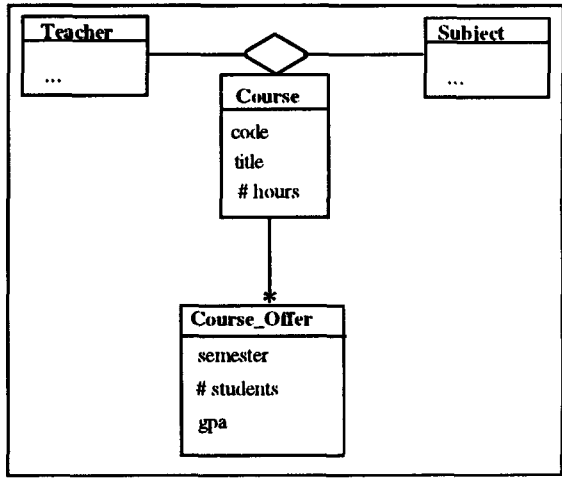 Teacher
...
Subject
...
Course
code
title
# hours
*
Course_Offer
semester
# students
gpa